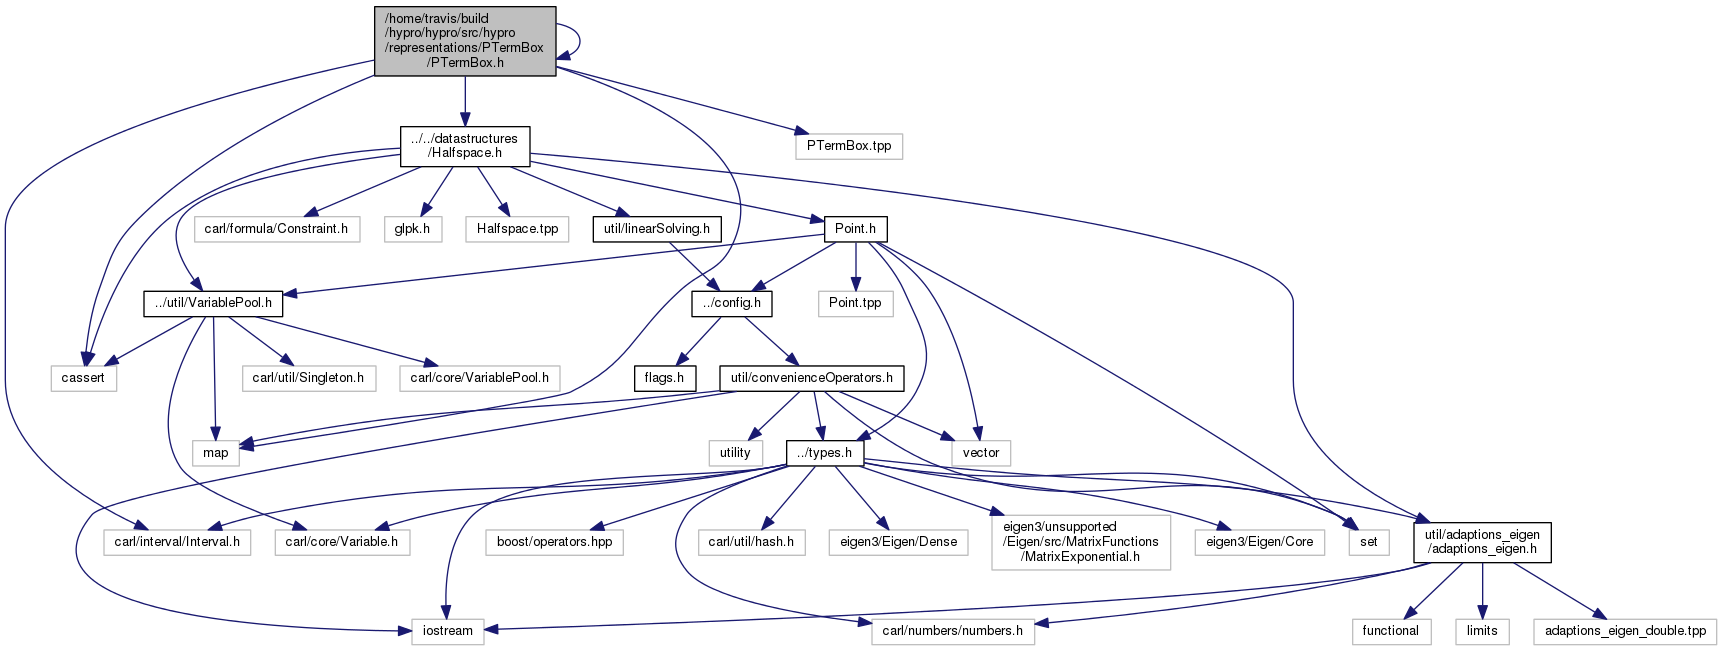 /home/travis/build
/hypro/hypro/src/hypro
/representations/PTermBox
/PTermBox.h
../../datastructures
/Halfspace.h
PTermBox.tpp
carl/formula/Constraint.h
glpk.h
Halfspace.tpp
util/linearSolving.h
Point.h
../util/VariablePool.h
../config.h
Point.tpp
cassert
carl/util/Singleton.h
carl/core/VariablePool.h
flags.h
util/convenienceOperators.h
map
utility
../types.h
vector
carl/interval/Interval.h
carl/core/Variable.h
boost/operators.hpp
carl/util/hash.h
eigen3/Eigen/Dense
eigen3/unsupported
/Eigen/src/MatrixFunctions
/MatrixExponential.h
eigen3/Eigen/Core
set
util/adaptions_eigen
/adaptions_eigen.h
iostream
carl/numbers/numbers.h
functional
limits
adaptions_eigen_double.tpp